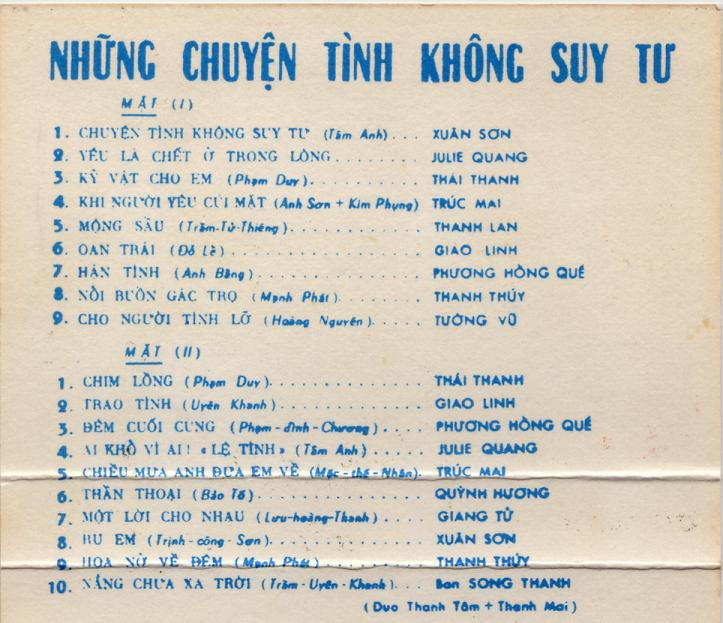 NHỮNG CHUYỆN TÌNH KHÔNG SUY TƯ
MẶT (I)
1. CHUYỆN TÌNH KHÔNG SUY TƯ (Tâm Anh)... XUÂN SƠN
2. YÊU LÀ CHẾT Ở TRONG LÒNG........ JULIE QUANG
3. KỶ VẬT CHO EM (Phạm Duy).......... THÁI THANH
4. KHI NGƯỜI YÊU CÚI MẶT (Anh Sơn + Kim Phụng) TRÚC MAI
5. MỘNG SẦU (Trầm-Tử-Thiêng)............ THANH LAN
6. OAN TRÁI (Đỗ Lễ)................. GIAO LINH
7. HẬN TÌNH (Anh Bằng)............... PHƯƠNG HỒNG QUẾ
8. NỖI BUỒN GÁC TRỌ (Mạnh Phát)....... THANH THÚY
9. CHO NGƯỜI TÌNH LỠ (Hoàng Nguyên)..... TƯỜNG VŨ
MẶT (II)
1. CHIM LỒNG (Phạm Duy).............. THÁI THANH
2. TRAO TÌNH (Uyên Khanh)............ GIAO LINH
3. ĐÊM CUỐI CÙNG (Phạm-đình-Chương).... PHƯƠNG HỒNG QUẾ
4. AI KHỔ VÌ AI! «LỆ TÌNH» (Tâm Anh)..... JULIE QUANG
5. CHIỀU MƯA ANH ĐƯA EM VỀ (Mặc-thế-Nhân). TRÚC MAI
6. THẦN THOẠI (Bảo Tố)............... QUỲNH HƯƠNG
7. MỘT LỜI CHO NHAU (Lưu-hoàng-Thanh).... GIANG TỬ
8. RU EM (Trịnh-công-Sơn)............. XUÂN SƠN
9. HOA NỞ VỀ ĐÊM (Mạnh Phát).......... THANH THÚY
10. NẮNG CHƯA XA TRỜI (Trầm-Uyên-Khanh)... Ban SONG THANH
(Duo Thanh Tâm + Thanh Mai)